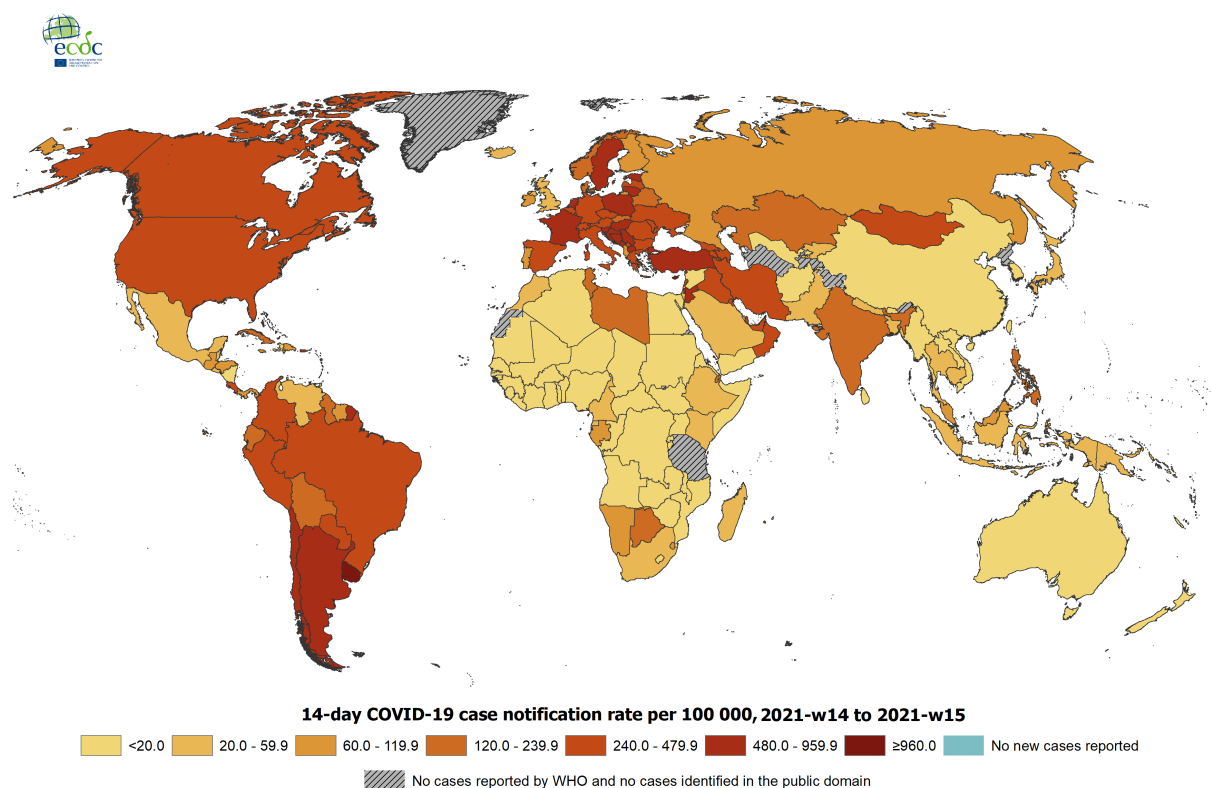 ecdc
14-day COVID-19 case notification rate per 100 000, 2021-w14 to 2021-w15
<20.0 20.0 - 59.9 60.0 - 119.9 120.0 - 239.9 240.0 - 479.9 480.0 - 959.9 ≥960.0 No new cases reported
No cases reported by WHO and no cases identified in the public domain